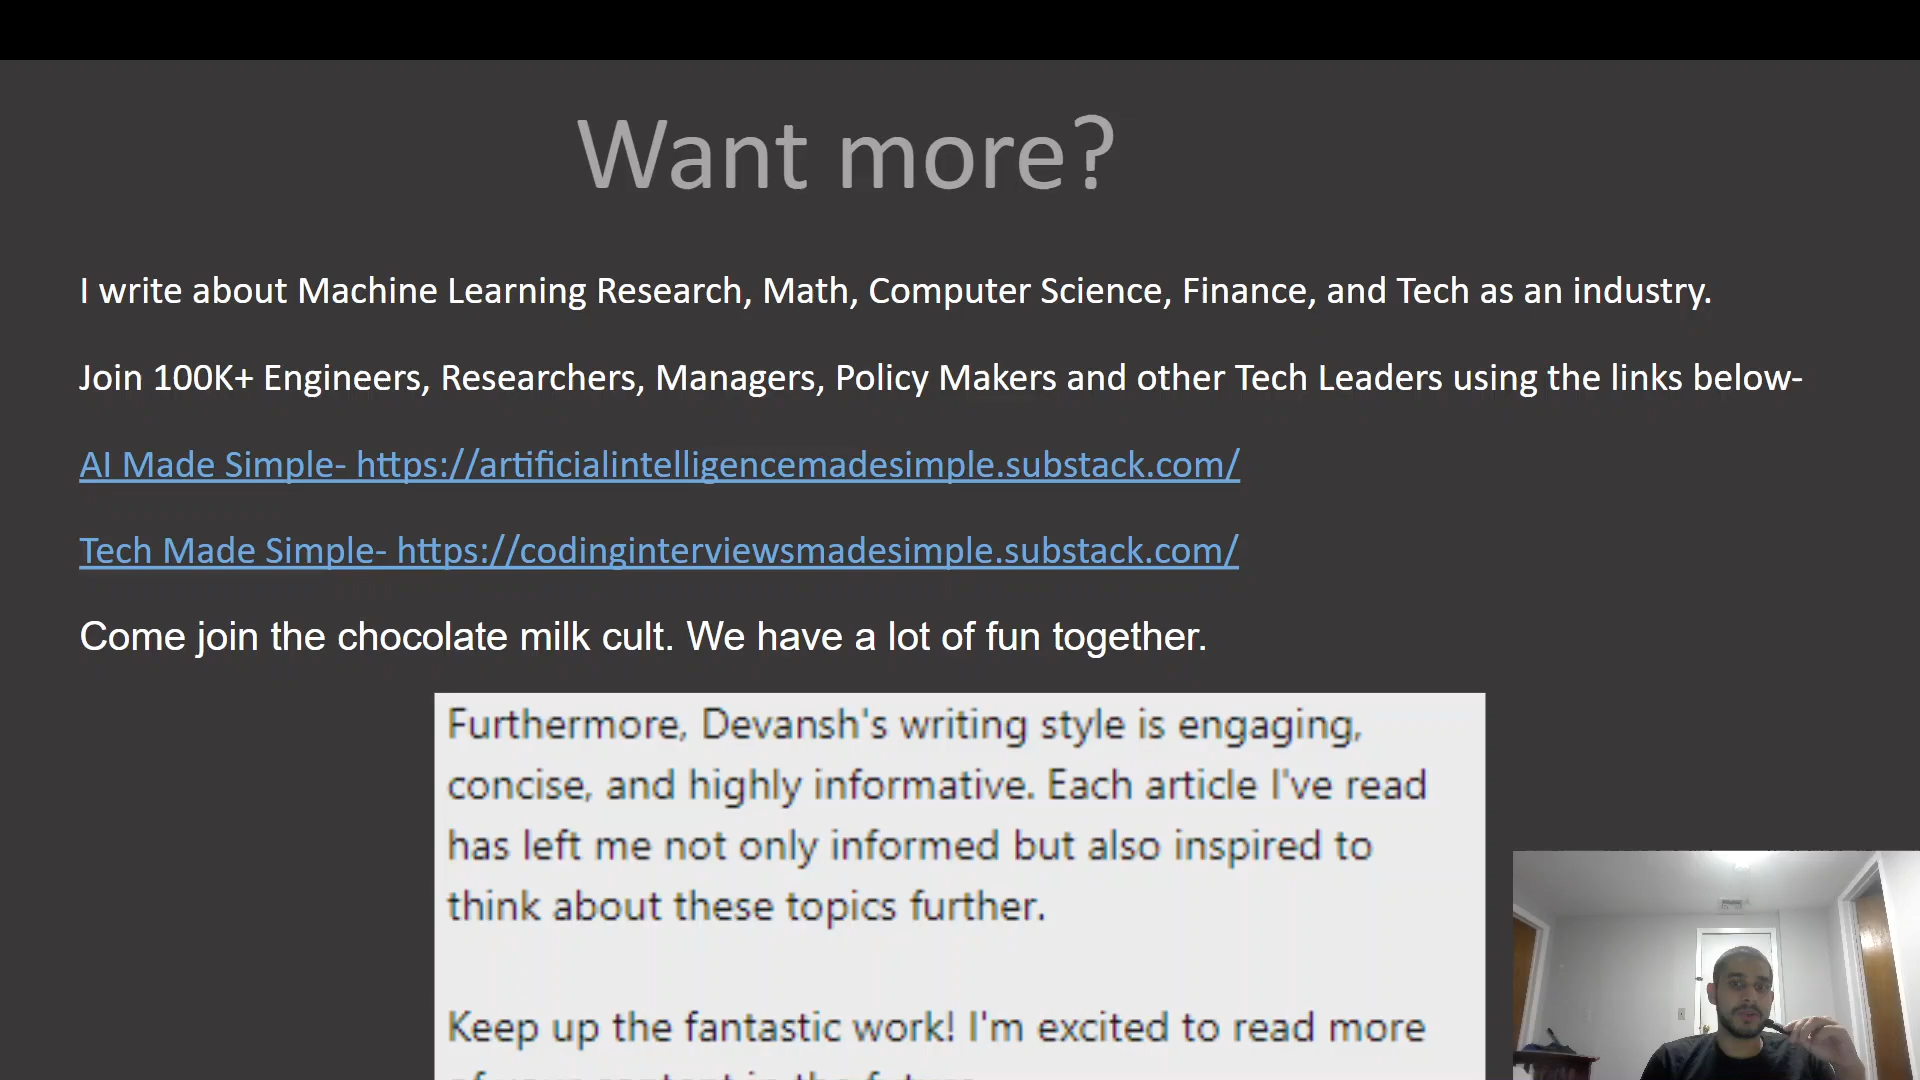 Want more?
I write about Machine Learning Research, Math, Computer Science, Finance, and Tech as an industry.
Join 100K+ Engineers, Researchers, Managers, Policy Makers and other Tech Leaders using the links below-
AI Made Simple- https://artificialintelligencemadesimple.substack.com/
Tech Made Simple- https://codinginterviewsmadesimple.substack.com/
Come join the chocolate milk cult. We have a lot of fun together.
Furthermore, Devansh's writing style is engaging,
concise, and highly informative. Each article I've read
has left me not only informed but also inspired to
think about these topics further.
Keep up the fantastic work! I'm excited to read more